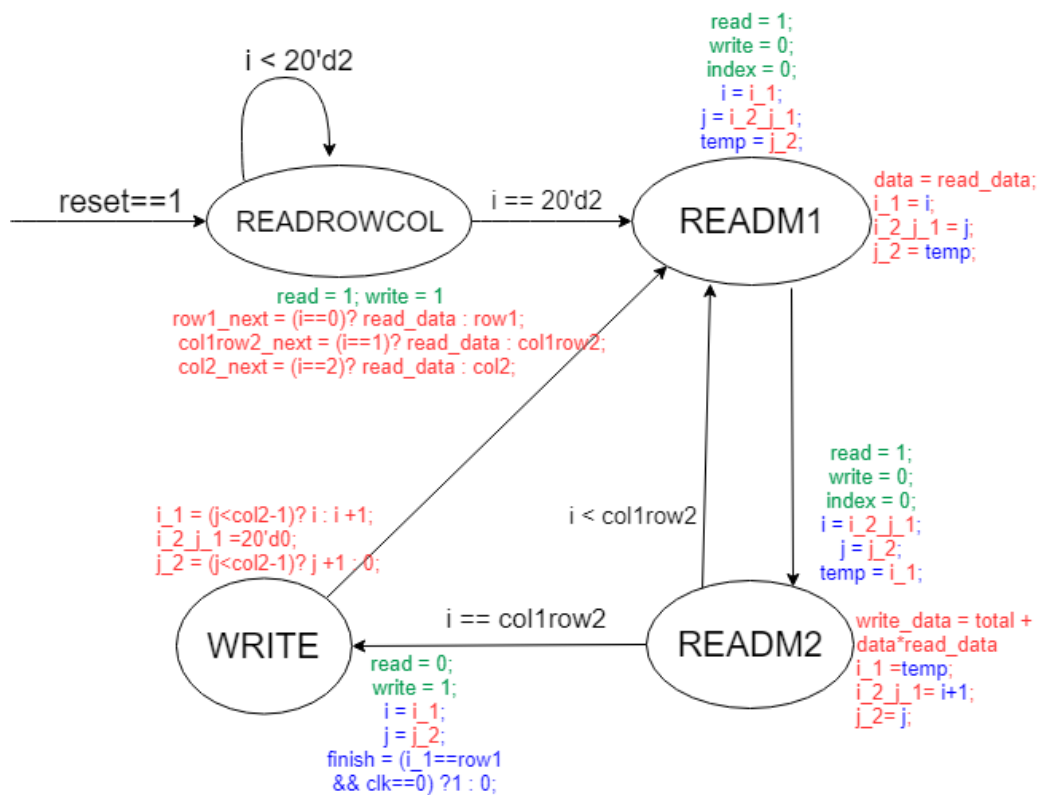 read = 1;
write = 0;
index = 0;
i = i_1;
j = i_2_j_1;
temp = j_2;
i < 20'd2
reset==1
READROWCOL
i == 20'd2
READM1
data = read_data;
i_1 = i;
i_2_j_1 = j;
j_2 = temp;
read = 1; write = 1
row1_next = (i==0)? read_data : row1;
col1row2_next = (i==1)? read_data : col1row2;
col2_next = (i==2)? read_data : col2;
read = 1;
write = 0;
index = 0;
i = i_2_j_1;
j = j_2;
temp = i_1;
i < col1row2
i_1 = (j<col2-1)? i : i +1;
i_2_j_1 =20'd0;
j_2 = (j<col2-1)? j +1 : 0;
WRITE
i == col1row2
READM2
write_data = total +
data*read_data
i_1 =temp;
i_2_j_1= i+1;
j_2= j;
read = 0;
write = 1;
i = i_1;
j = j_2;
finish = (i_1==row1
&& clk==0) ?1 : 0;